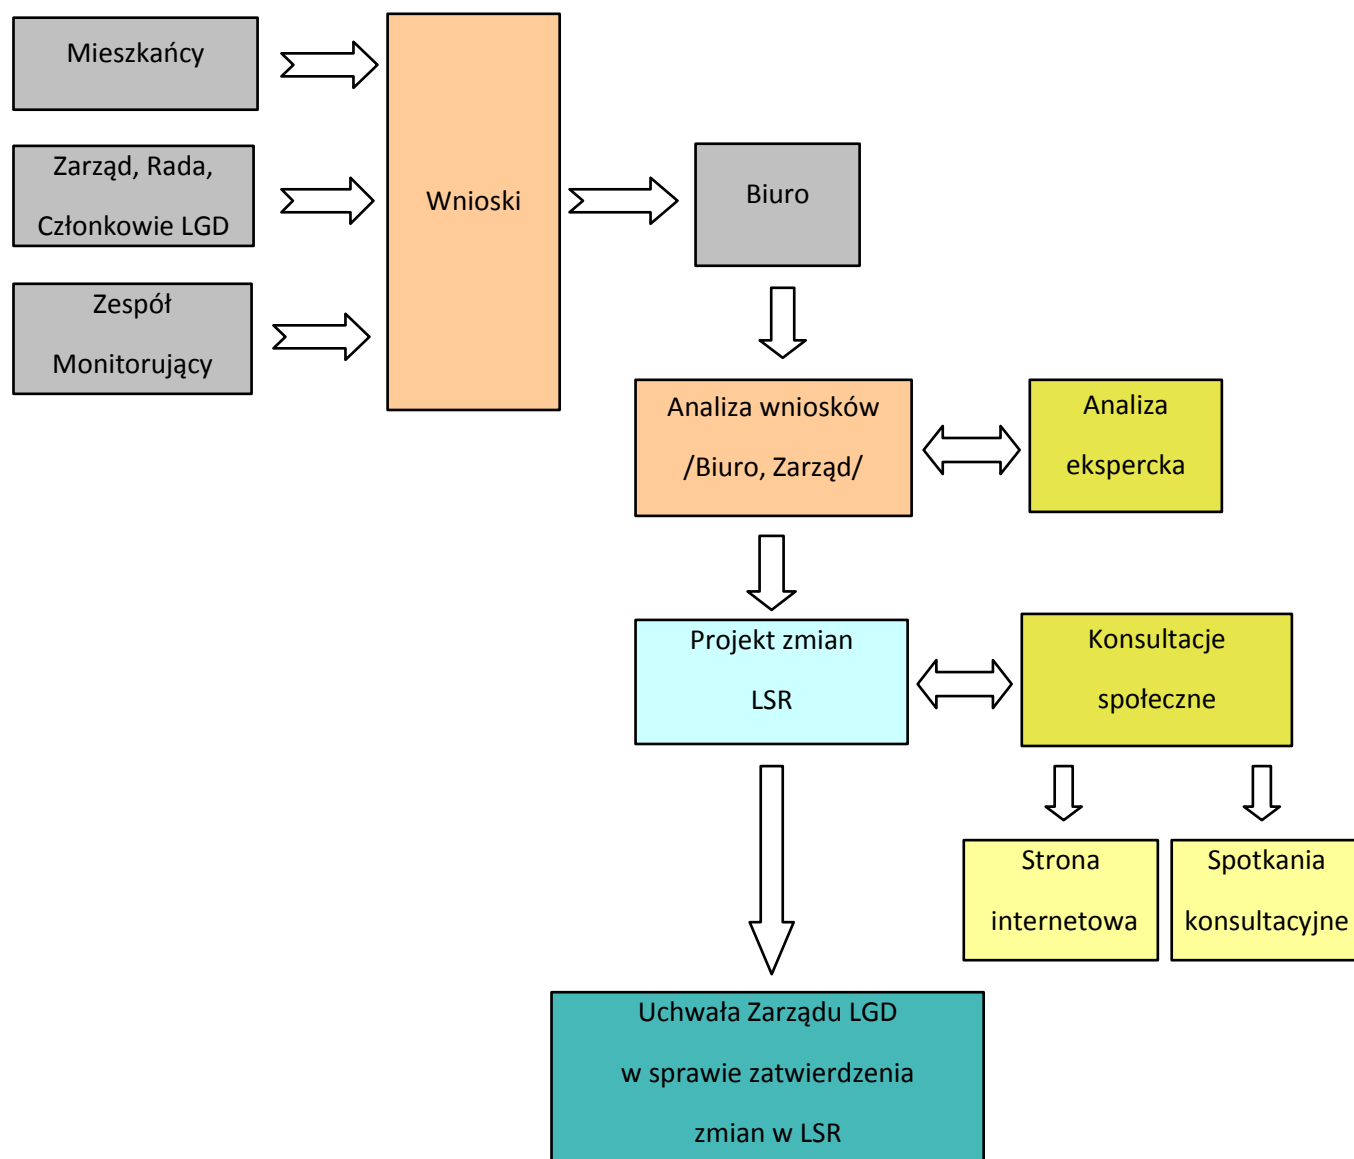 Mieszkańcy
Zarząd, Rada,
Członkowie LGD
Zespół
Monitorujący
Wnioski
Biuro
Analiza wniosków
/Biuro, Zarząd/
Analiza
ekspercka
Projekt zmian
LSR
Konsultacje
społeczne
Strona
internetowa
Spotkania
konsultacyjne
Uchwała Zarządu LGD
w sprawie zatwierdzenia
zmian w LSR